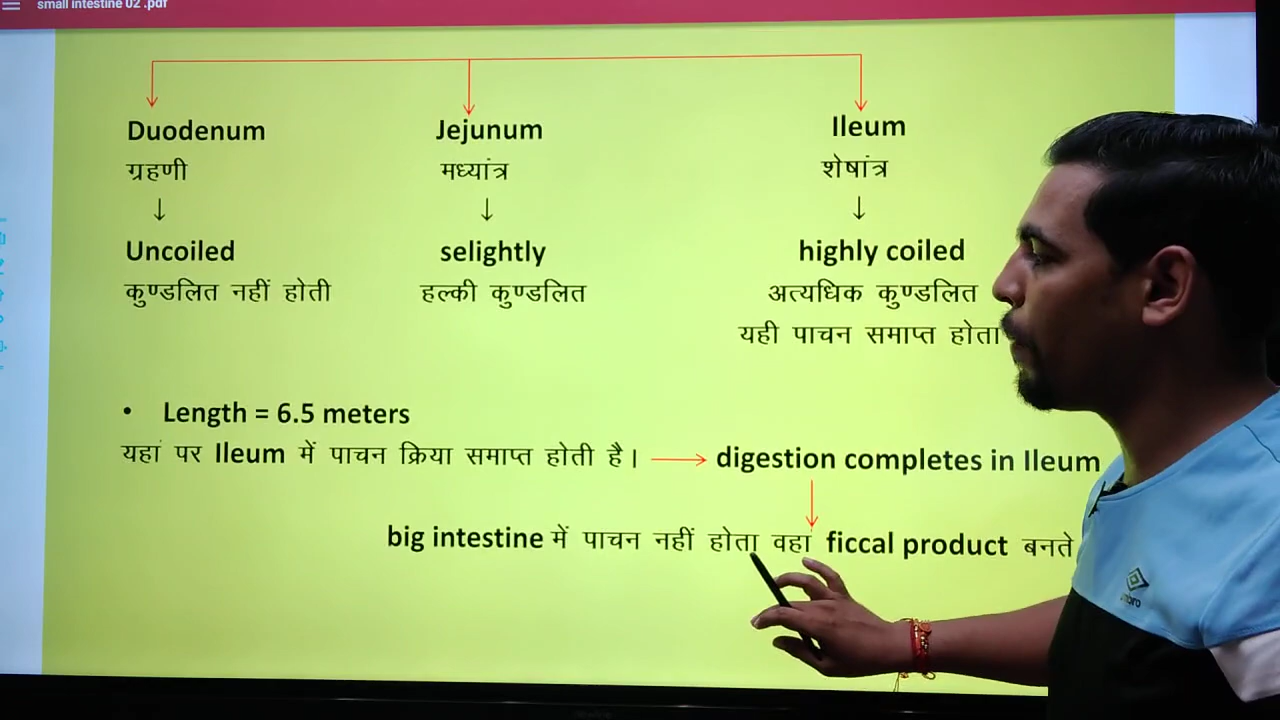 small intestine 02 .pdf
Duodenum Jejunum Ileum
ग्रहणी मध्यांत्र शेषांत्र
↓ ↓ ↓
Uncoiled selightly highly coiled
कुण्डलित नहीं होती हल्की कुण्डलित अत्यधिक कुण्डलित
यही पाचन समाप्त होता
• Length = 6.5 meters
यहां पर Ileum में पाचन क्रिया समाप्त होती है। → digestion completes in Ileum
big intestine में पाचन नहीं होता वहां ficcal product बनते
umbro